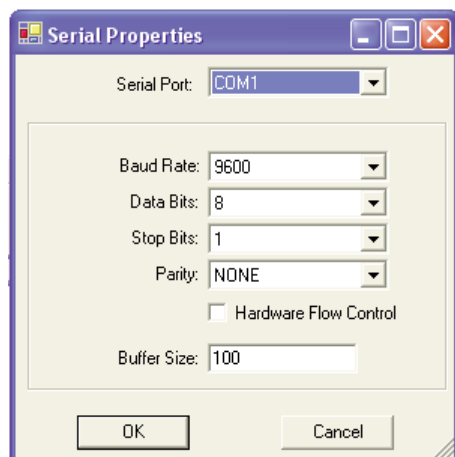 Serial Properties
Serial Port: COM1
Baud Rate: 9600
Data Bits: 8
Stop Bits: 1
Parity: NONE
Hardware Flow Control
Buffer Size: 100
OK Cancel